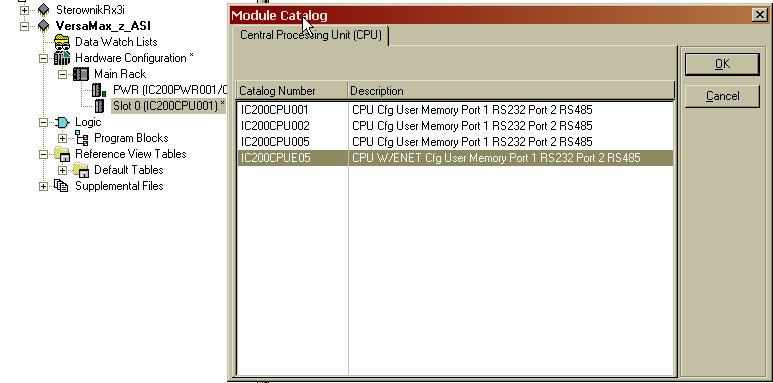 SterownikRx3i
VersaMax_z_ASI
Data Watch Lists
Hardware Configuration *
Main Rack
PWR (IC200PWR001/0
Slot 0 (IC200CPU001) *
Logic
Program Blocks
Reference View Tables
Default Tables
Supplemental Files
Module Catalog
Central Processing Unit (CPU)
Catalog Number Description
IC200CPU001 CPU Cfg User Memory Port 1 RS232 Port 2 RS485
IC200CPU002 CPU Cfg User Memory Port 1 RS232 Port 2 RS485
IC200CPU005 CPU Cfg User Memory Port 1 RS232 Port 2 RS485
IC200CPUE05 CPU W/ENET Cfg User Memory Port 1 RS232 Port 2 RS485
OK
Cancel